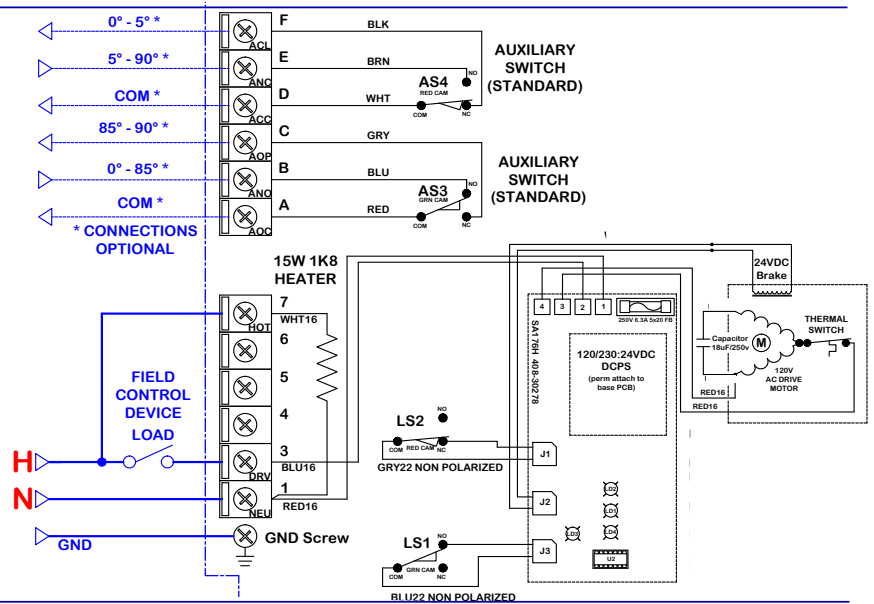 0° - 5° *
F
ACL
BLK
5° - 90° *
E
ANC
BRN
NO
AUXILIARY
SWITCH
(STANDARD)
COM *
D
ACC
WHT
AS4
RED CAM
COM
NC
85° - 90° *
C
AOP
GRY
0° - 85° *
B
ANO
BLU
NO
AUXILIARY
SWITCH
(STANDARD)
COM *
A
AOC
RED
AS3
GRN CAM
COM
NC
* CONNECTIONS
OPTIONAL
15W 1K8
HEATER
7
HOT
WHT16
6
5
4
3
DRV
BLU16
1
NEU
RED16
FIELD
CONTROL
DEVICE
LOAD
H
N
GND
GND Screw
LS2
NO
COM
RED CAM
NC
GRY22 NON POLARIZED
LS1
NO
COM
GRN CAM
NC
BLU22 NON POLARIZED
4
3
2
1
250V 6.3A 5x20 FB
SA176H 408-30278
120/230:24VDC
DCPS
(perm attach to
base PCB)
J1
J2
J3
LD2
LD1
LD3
LD4
U2
24VDC
Brake
Capacitor
18uF/250v
M
THERMAL
SWITCH
120V
AC DRIVE
MOTOR
RED16
RED16